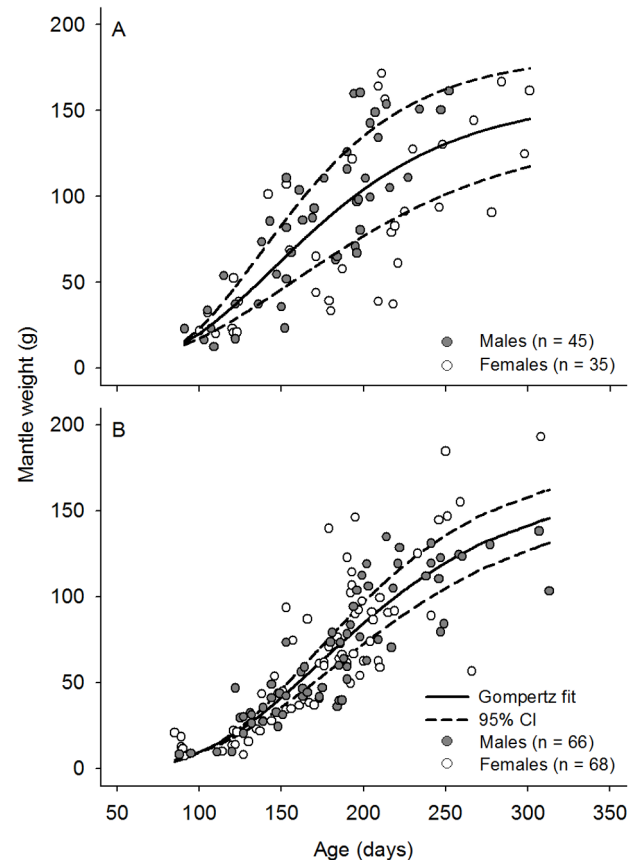 A
200
150
100
50
0
Males (n = 45)
Females (n = 35)
Mantle weight (g)
B
200
150
100
50
0
Gompertz fit
95% CI
Males (n = 66)
Females (n = 68)
50 100 150 200 250 300 350
Age (days)